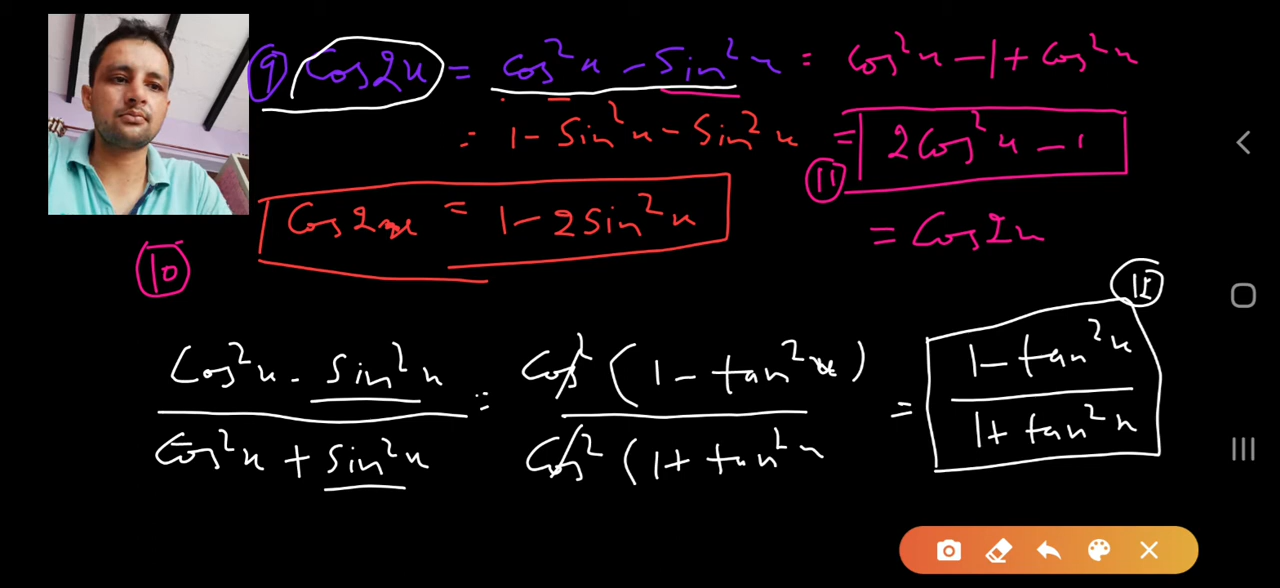 9 Cos2x = Cos²x - Sin²x = Cos²x - 1 + Cos²x
= 1 - Sin²x - Sin²x
= 2Cos²x - 1
11
Cos2x = 1 - 2Sin²x
= Cos2x
10
12
Cos²x - Sin²x / Cos²x + Sin²x = Cos² (1 - tan²x) / Cos² (1 + tan²x = 1 - tan²x / 1 + tan²x